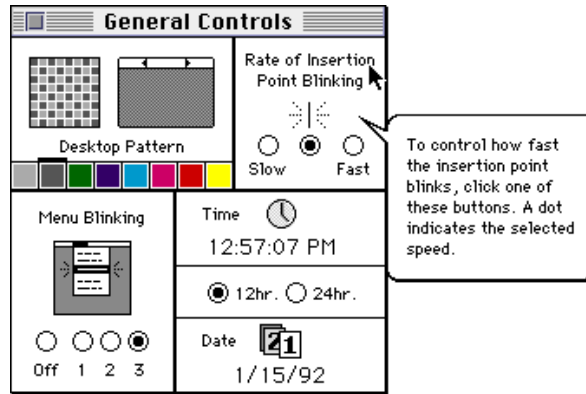 General Controls
Rate of Insertion
Point Blinking
Desktop Pattern
Slow Fast
To control how fast
the insertion point
blinks, click one of
these buttons. A dot
indicates the selected
speed.
Menu Blinking
Off 1 2 3
Time
12:57:07 PM
12hr. 24hr.
Date
21
1/15/92